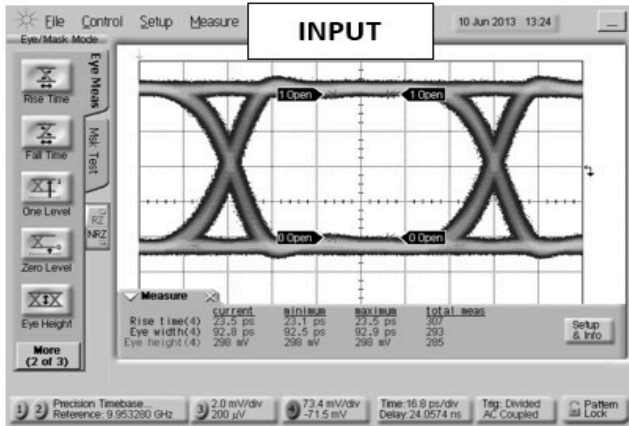 File Control Setup Measure
INPUT
10 Jun 2013 13:24
Eye/Mask Mode
Rise Time
Fall Time
One Level
Zero Level
Eye Height
More
(2 of 3)
Eye Meas
Msk Test
RZ
NRZ
1 Open
1 Open
0 Open
0 Open
Measure
current minimum maximum total meas
Rise time(4) 23.5 ps 23.1 ps 23.5 ps 307
Eye width(4) 92.8 ps 92.5 ps 92.9 ps 293
Eye height(4) 298 mV 298 mV 298 mV 285
Setup
& Info
1 2 Precision Timebase...
Reference: 9.953280 GHz
3 2.0 mV/div
200 µV
4 73.4 mV/div
-71.5 mV
Time:16.8 ps/div
Delay:24.0574 ns
Trig: Divided
AC Coupled
Pattern
Lock